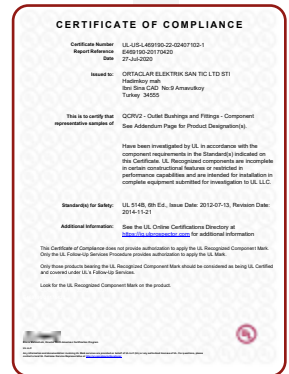 CERTIFICATE OF COMPLIANCE
Certificate Number UL-US-L469190-22-02407102-1
Report Reference E469190-20170420
Date 27-Jul-2020
Issued to: ORTACLAR ELEKTRIK SAN TIC LTD STI
Hadimkoy mah
Ibni Sina CAD No:9 Arnavutkoy
Turkey 34555
This is to certify that QCRV2 - Outlet Bushings and Fittings - Component
representative samples of See Addendum Page for Product Designation(s).
Have been investigated by UL in accordance with the
component requirements in the Standard(s) indicated on
this Certificate. UL Recognized components are incomplete
in certain constructional features or restricted in
performance capabilities and are intended for installation in
complete equipment submitted for investigation to UL LLC.
Standard(s) for Safety: UL 514B, 6th Ed., Issue Date: 2012-07-13, Revision Date:
2014-11-21
Additional Information: See the UL Online Certifications Directory at
https://iq.ulprospector.com for additional information
This Certificate of Compliance does not provide authorization to apply the UL Recognized Component Mark.
Only the UL Follow-Up Services Procedure provides authorization to apply the UL Mark.
Only those products bearing the UL Recognized Component Mark should be considered as being UL Certified
and covered under UL's Follow-Up Services.
Look for the UL Recognized Component Mark on the product.